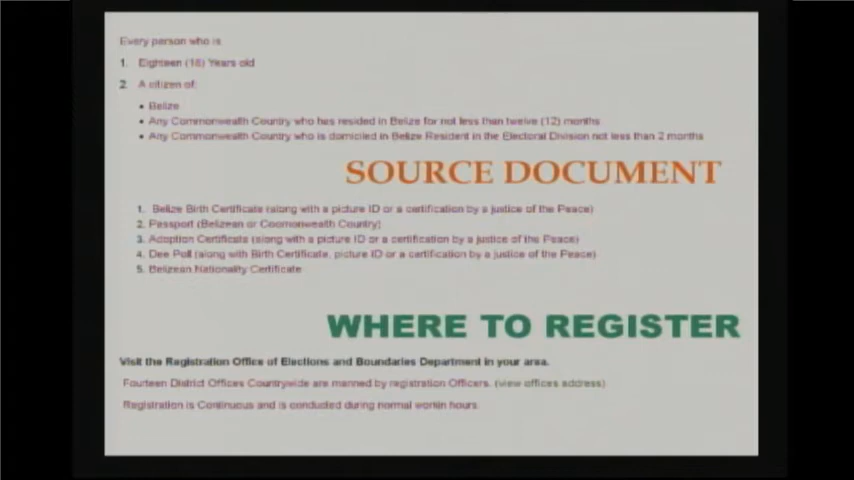 Every person who is
1. Eighteen (18) Years old
2. A citizen of:
• Belize
• Any Commonwealth Country who has resided in Belize for not less than twelve (12) months
• Any Commonwealth Country who is domiciled in Belize Resident in the Electoral Division not less than 2 months
SOURCE DOCUMENT
1. Belize Birth Certificate (along with a picture ID or a certification by a justice of the Peace)
2. Passport (Belizean or Coomonwealth Country)
3. Adoption Certificate (along with a picture ID or a certification by a justice of the Peace)
4. Dee Poll (along with Birth Certificate, picture ID or a certification by a justice of the Peace)
5. Belizean Nationality Certificate
WHERE TO REGISTER
Visit the Registration Office of Elections and Boundaries Department in your area.
Fourteen District Offices Countrywide are manned by registration Officers. (view offices address)
Registration is Continuous and is conducted during normal workin hours.